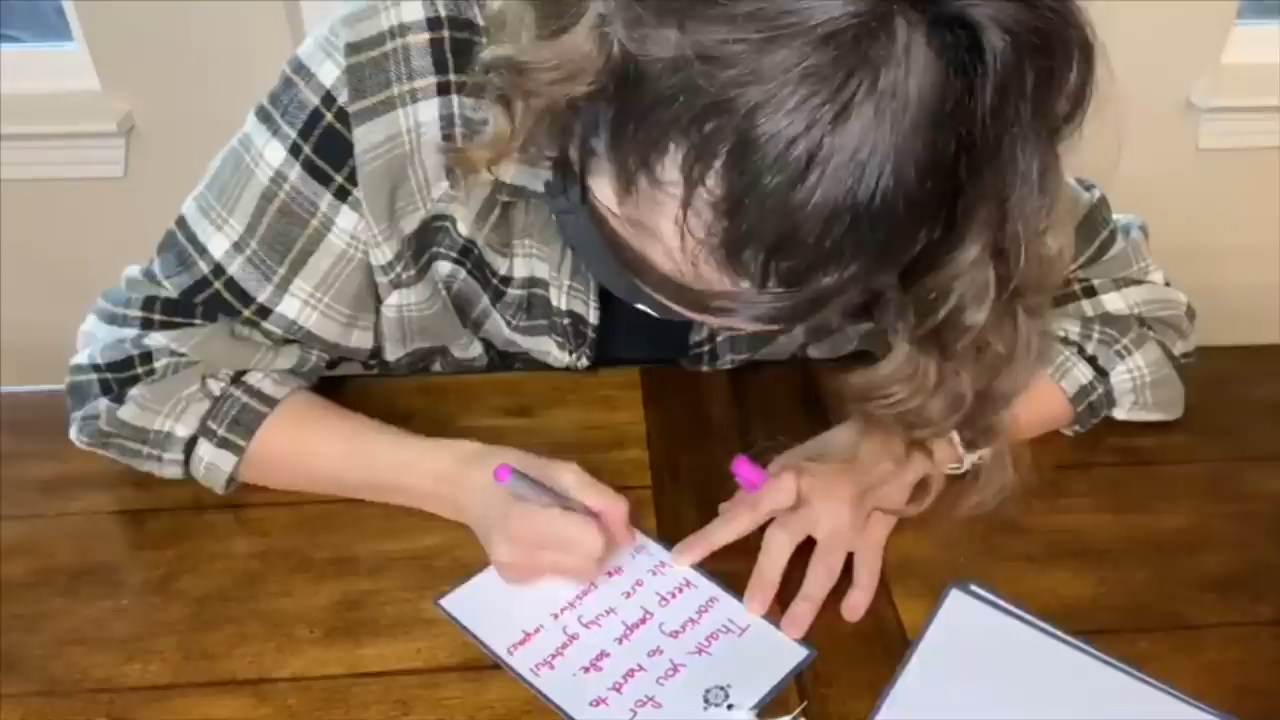 Thank you for
working so hard to
keep people safe.
We are truly grateful
for the positive impact